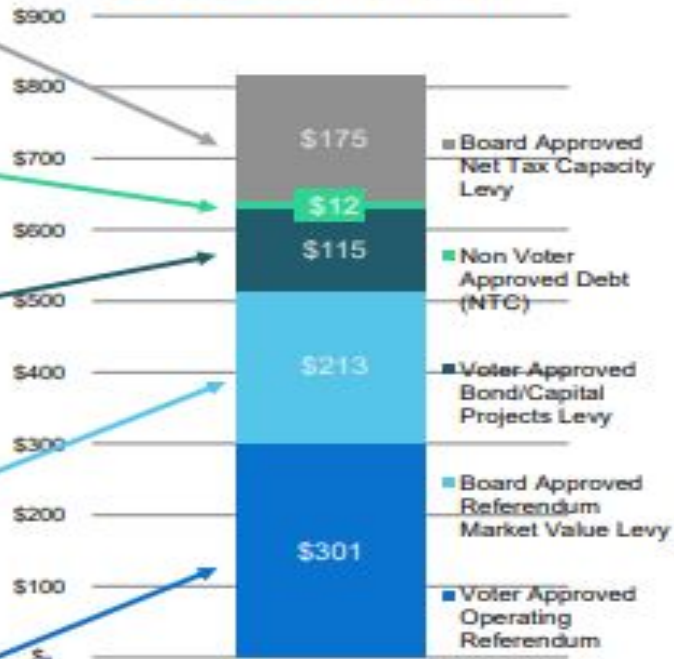 $900
$800
$700
$600
$500
$400
$300
$200
$100
$-
$175
$12
$115
$213
$301
Board Approved
Net Tax Capacity
Levy
Non Voter
Approved Debt
(NTC)
Voter Approved
Bond/Capital
Projects Levy
Board Approved
Referendum
Market Value Levy
Voter Approved
Operating
Referendum